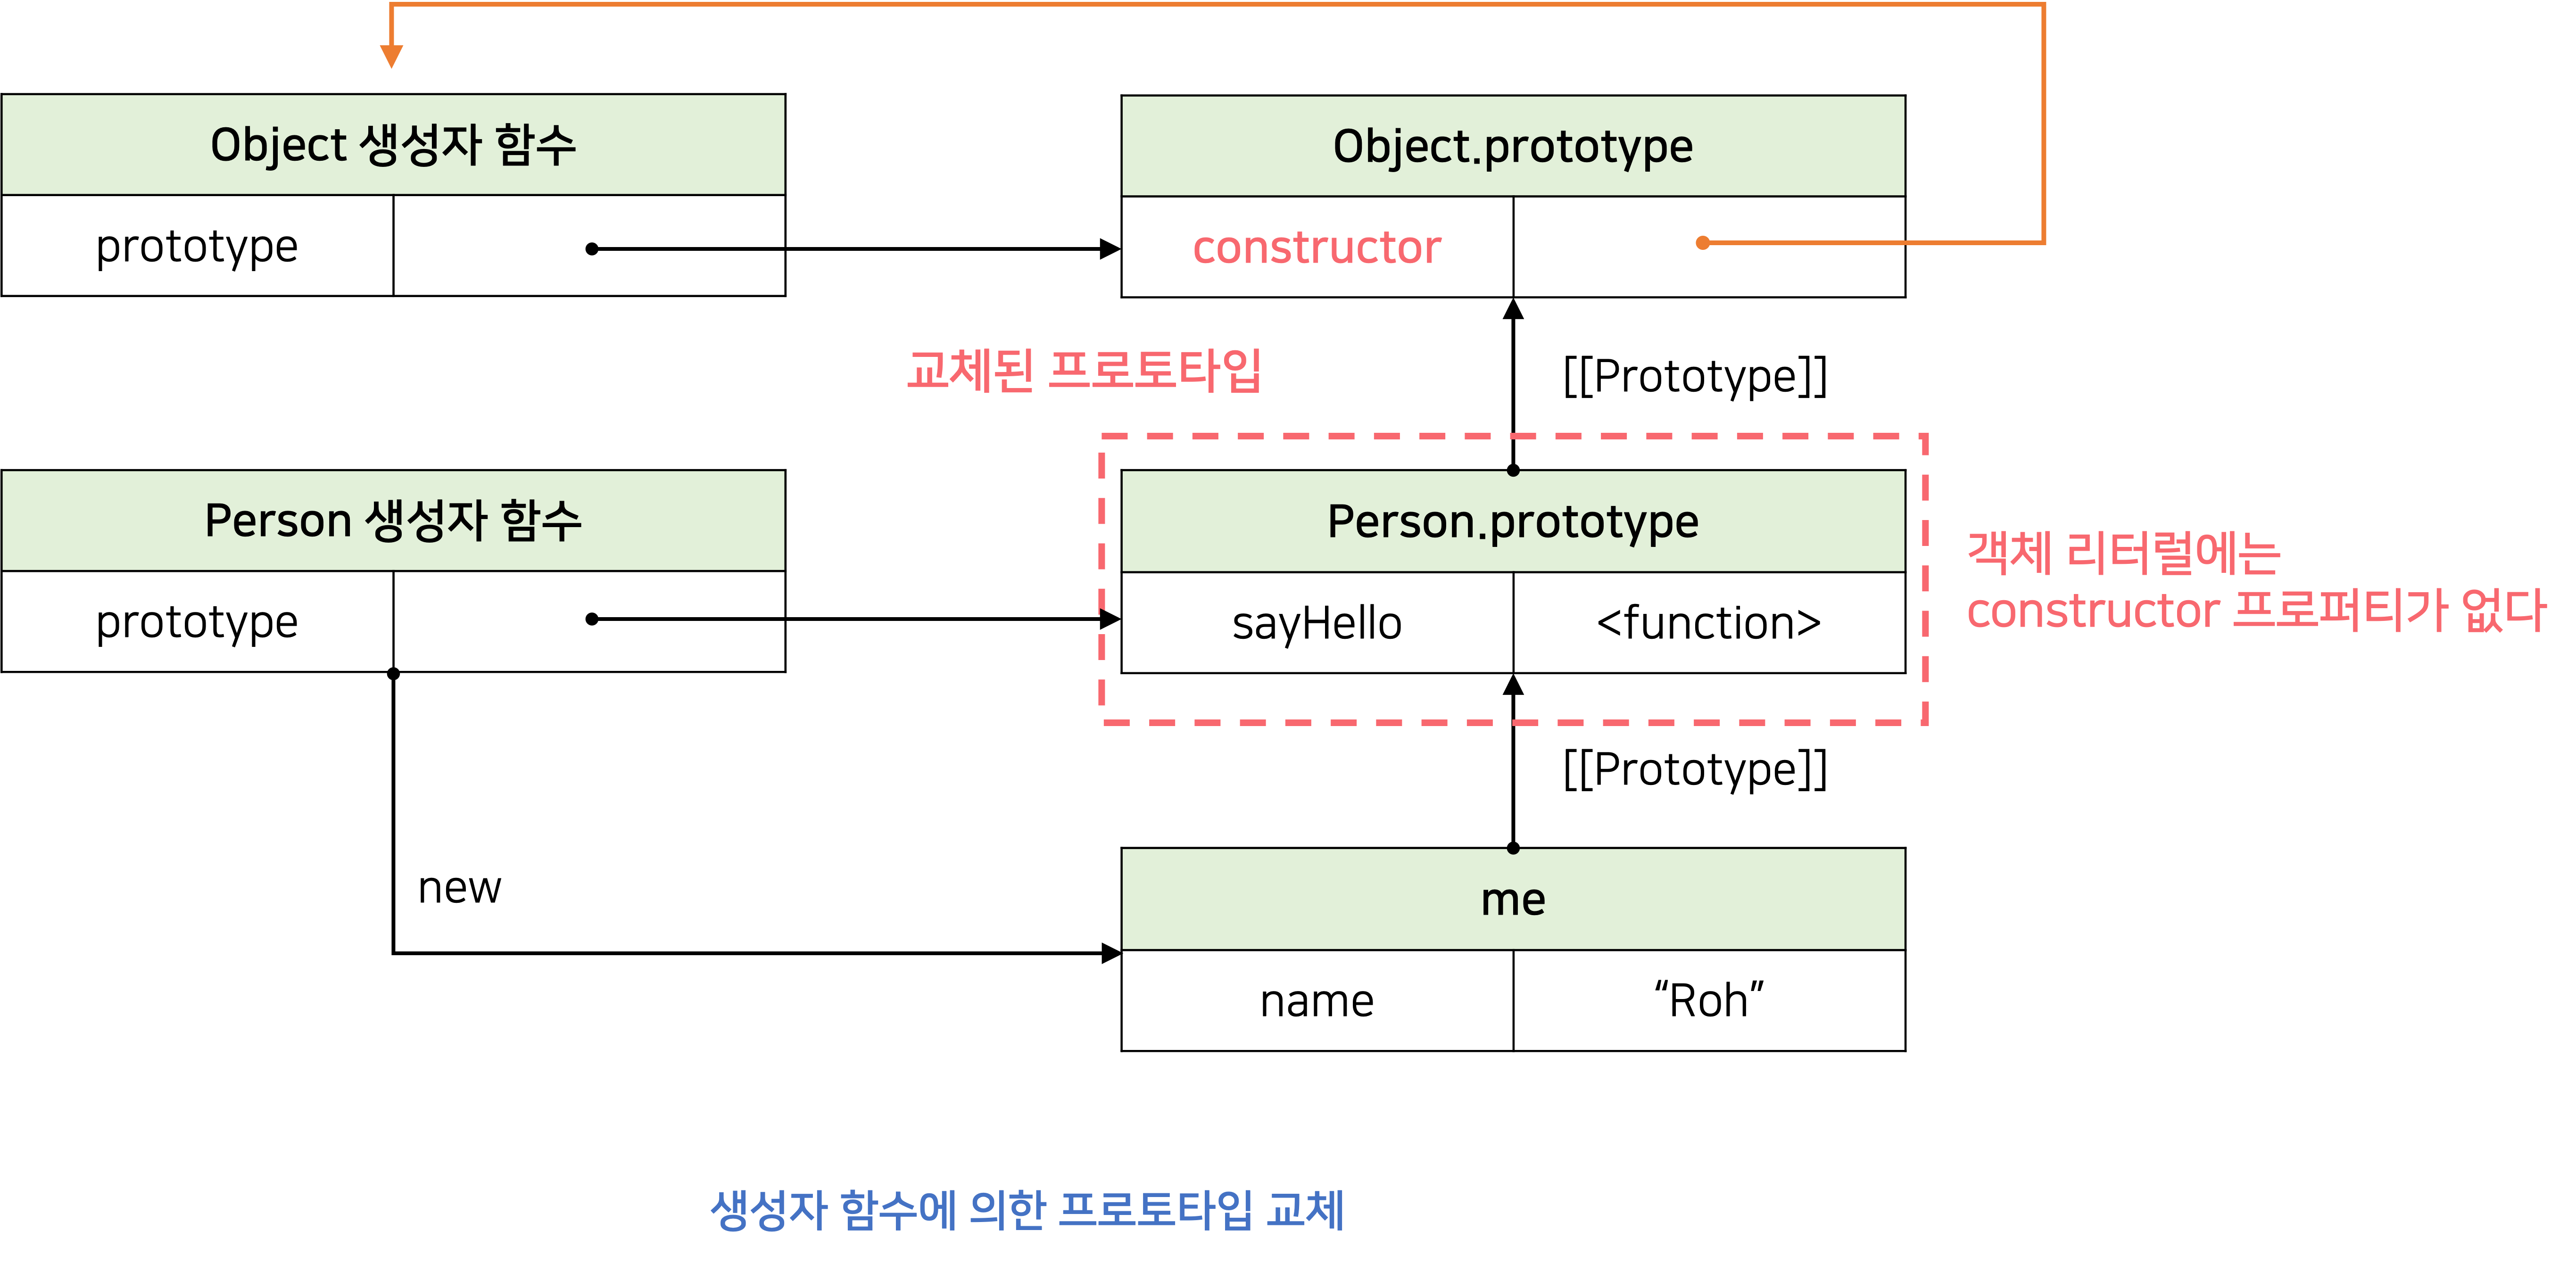 Object 생성자 함수
prototype
Object.prototype
constructor
교체된 프로토타입
[[Prototype]]
Person 생성자 함수
prototype
Person.prototype
sayHello
<function>
객체 리터럴에는
constructor 프로퍼티가 없다
[[Prototype]]
new
me
name
“Roh”
생성자 함수에 의한 프로토타입 교체